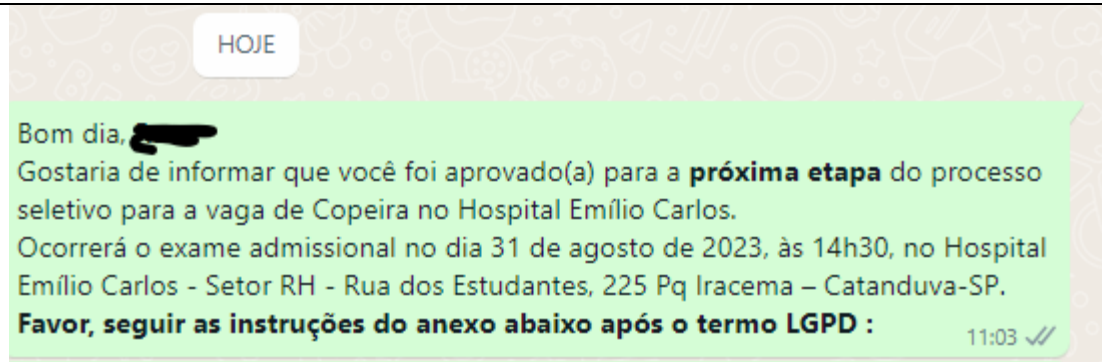 HOJE
Bom dia,
Gostaria de informar que você foi aprovado(a) para a próxima etapa do processo
seletivo para a vaga de Copeira no Hospital Emílio Carlos.
Ocorrerá o exame admissional no dia 31 de agosto de 2023, às 14h30, no Hospital
Emílio Carlos - Setor RH - Rua dos Estudantes, 225 Pq Iracema – Catanduva-SP.
Favor, seguir as instruções do anexo abaixo após o termo LGPD :
11:03